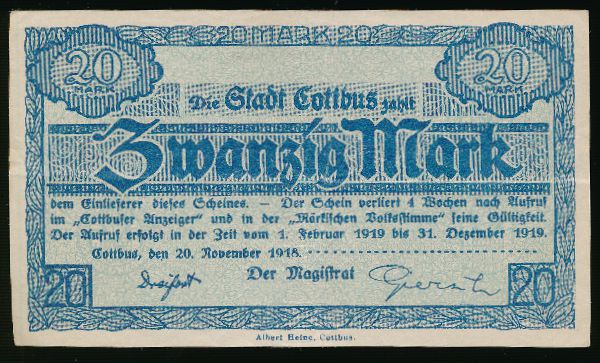 20 MARK 20
20 MARK
20 MARK
Die Stadt Cottbus zahlt
Zwanzig Mark
dem Einlieferer dieses Scheines. — Der Schein verliert 4 Wochen nach Aufruf
im „Cottbuser Anzeiger" und in der „Märkischen Volksstimme" seine Gültigkeit.
Der Aufruf erfolgt in der Zeit vom 1. Februar 1919 bis 31. Dezember 1919.
Cottbus, den 20. November 1918.
Der Magistrat
Dreifert
20
20
Albert Heine, Cottbus.